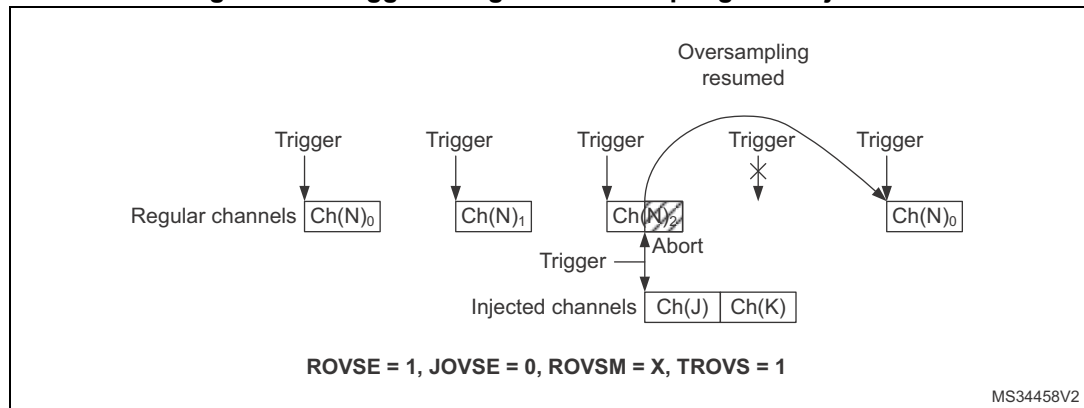 Oversampling
resumed
Trigger Trigger Trigger Trigger Trigger
Regular channels Ch(N)0 Ch(N)1 Ch(N)2 Ch(N)0
Abort
Trigger
Injected channels Ch(J) Ch(K)
ROVSE = 1, JOVSE = 0, ROVSM = X, TROVS = 1
MS34458V2